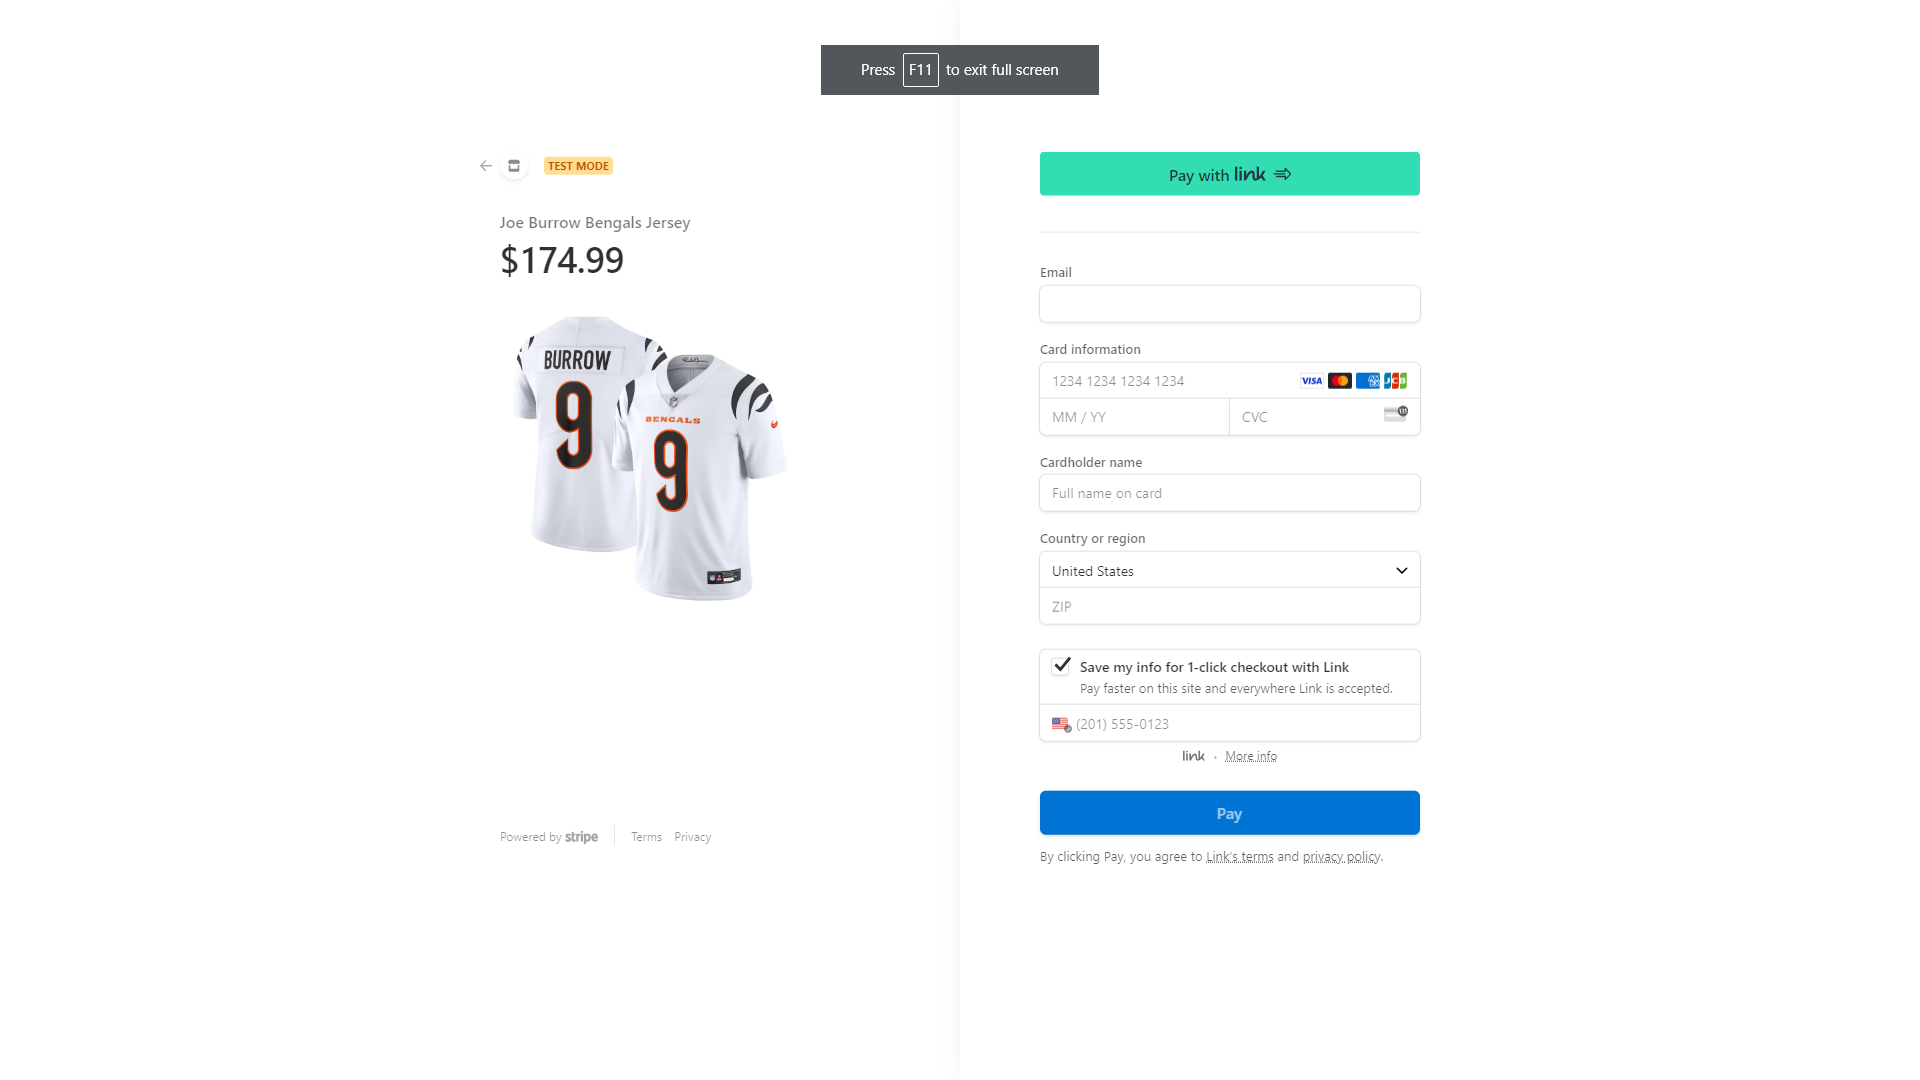 Press F11 to exit full screen
TEST MODE
Joe Burrow Bengals Jersey
$174.99
BURROW
9
BENGALS
9
Powered by stripe
Terms
Privacy
Pay with link
Email
Card information
1234 1234 1234 1234
VISA
MM / YY
CVC
Cardholder name
Full name on card
Country or region
United States
ZIP
Save my info for 1-click checkout with Link
Pay faster on this site and everywhere Link is accepted.
(201) 555-0123
link · More info
Pay
By clicking Pay, you agree to Link's terms and privacy policy.